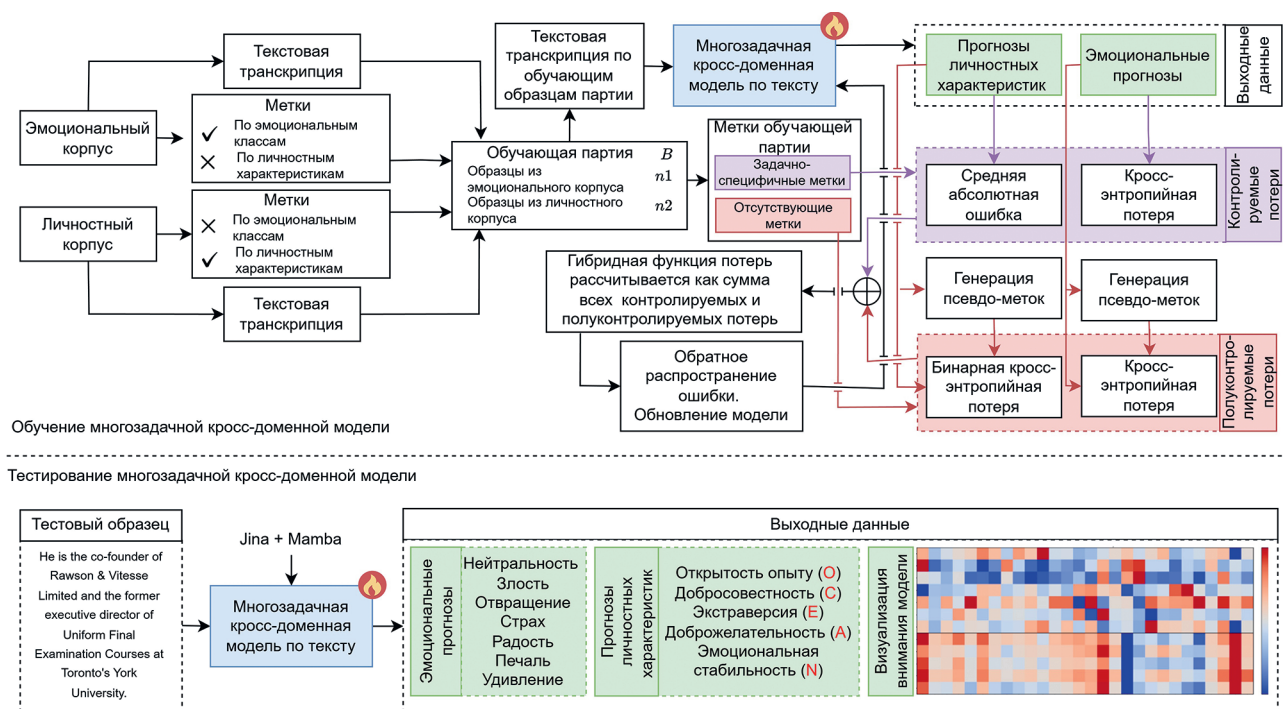 Текстовая
транскрипция
Эмоциональный
корпус
Метки
✓ По эмоциональным
классам
✕ По личностным
характеристикам
Личностный
корпус
Метки
✕ По эмоциональным
классам
✓ По личностным
характеристикам
Текстовая
транскрипция
Текстовая
транскрипция по
обучающим
образцам партии
Обучающая партия B
Образцы из
эмоционального корпуса n1
Образцы из личностного
корпуса n2
Многозадачная
кросс-доменная
модель по тексту
Метки обучающей
партии
Задачно-
специфичные метки
Отсутствующие
метки
Прогнозы
личностных
характеристик
Эмоциональные
прогнозы
Выходные
данные
Средняя
абсолютная
ошибка
Кросс-
энтропийная
потеря
Контроли-
руемые
потери
Генерация
псевдо-меток
Генерация
псевдо-меток
Бинарная кросс-
энтропийная
потеря
Кросс-
энтропийная
потеря
Полуконтро-
лируемые
потери
Гибридная функция потерь
рассчитывается как сумма
всех контролируемых и
полуконтролируемых потерь
Обратное
распространение
ошибки.
Обновление модели
Обучение многозадачной кросс-доменной модели
Тестирование многозадачной кросс-доменной модели
Тестовый образец
He is the co-founder of
Rawson & Vitesse
Limited and the former
executive director of
Uniform Final
Examination Courses at
Toronto's York
University.
Jina + Mamba
Многозадачная
кросс-доменная
модель по тексту
Выходные данные
Эмоциональные
прогнозы
Нейтральность
Злость
Отвращение
Страх
Радость
Печаль
Удивление
Прогнозы
личностных
характеристик
Открытость опыту (O)
Добросовестность (C)
Экстраверсия (E)
Доброжелательность (A)
Эмоциональная
стабильность (N)
Визуализация
внимания модели